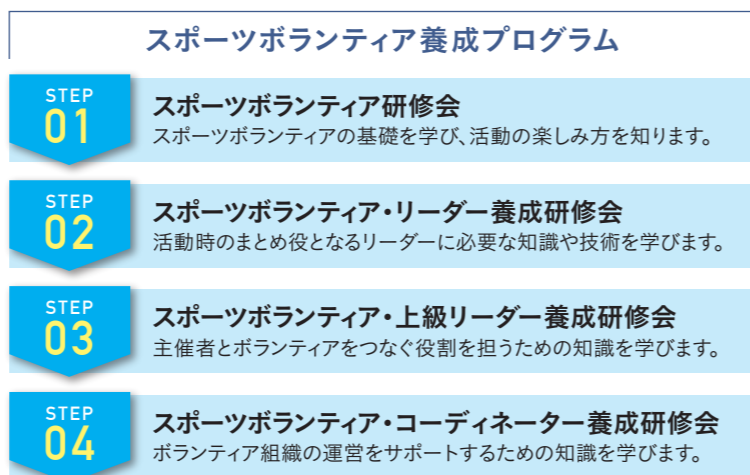 スポーツボランティア養成プログラム
STEP
01
スポーツボランティア研修会
スポーツボランティアの基礎を学び、活動の楽しみ方を知ります。
STEP
02
スポーツボランティア・リーダー養成研修会
活動時のまとめ役となるリーダーに必要な知識や技術を学びます。
STEP
03
スポーツボランティア・上級リーダー養成研修会
主催者とボランティアをつなぐ役割を担うための知識を学びます。
STEP
04
スポーツボランティア・コーディネーター養成研修会
ボランティア組織の運営をサポートするための知識を学びます。